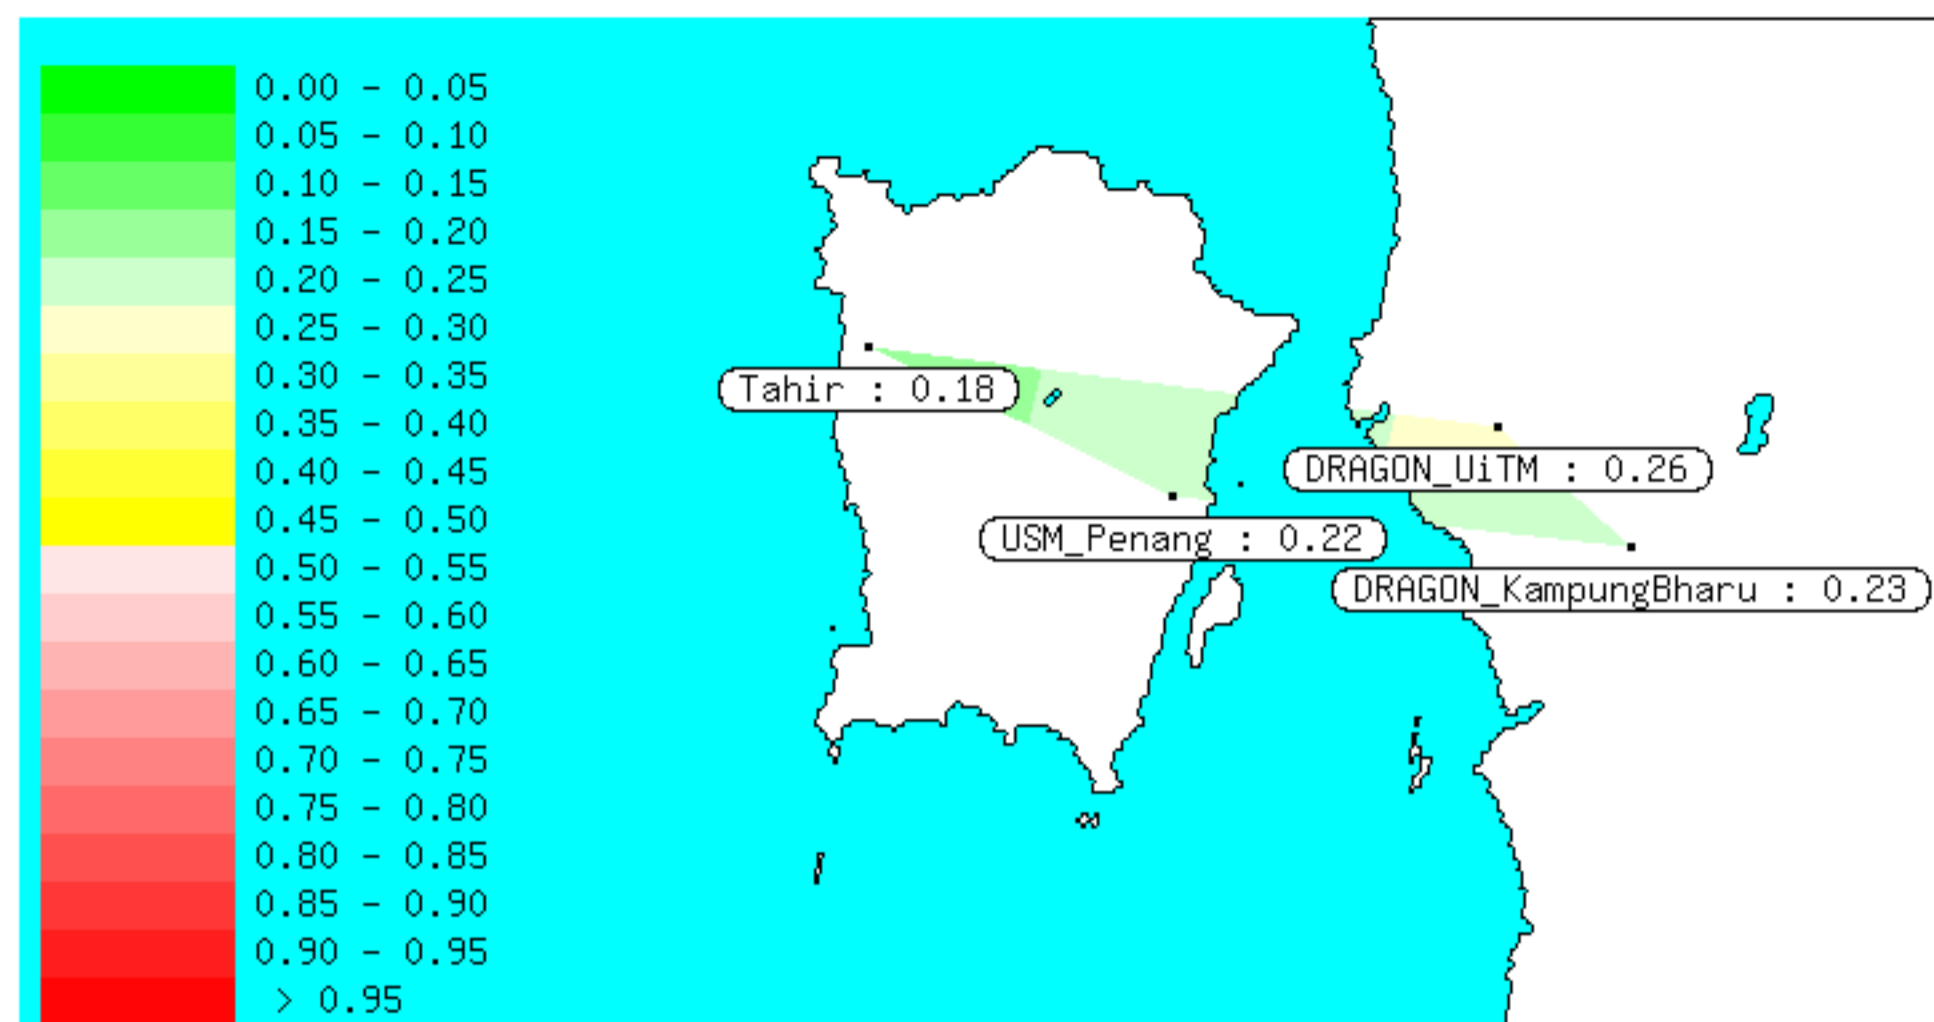 0.00 - 0.05
0.05 - 0.10
0.10 - 0.15
0.15 - 0.20
0.20 - 0.25
0.25 - 0.30
0.30 - 0.35
0.35 - 0.40
0.40 - 0.45
0.45 - 0.50
0.50 - 0.55
0.55 - 0.60
0.60 - 0.65
0.65 - 0.70
0.70 - 0.75
0.75 - 0.80
0.80 - 0.85
0.85 - 0.90
0.90 - 0.95
> 0.95
Tahir : 0.18
DRAGON_UiTM : 0.26
USM_Penang : 0.22
DRAGON_KampungBharu : 0.23